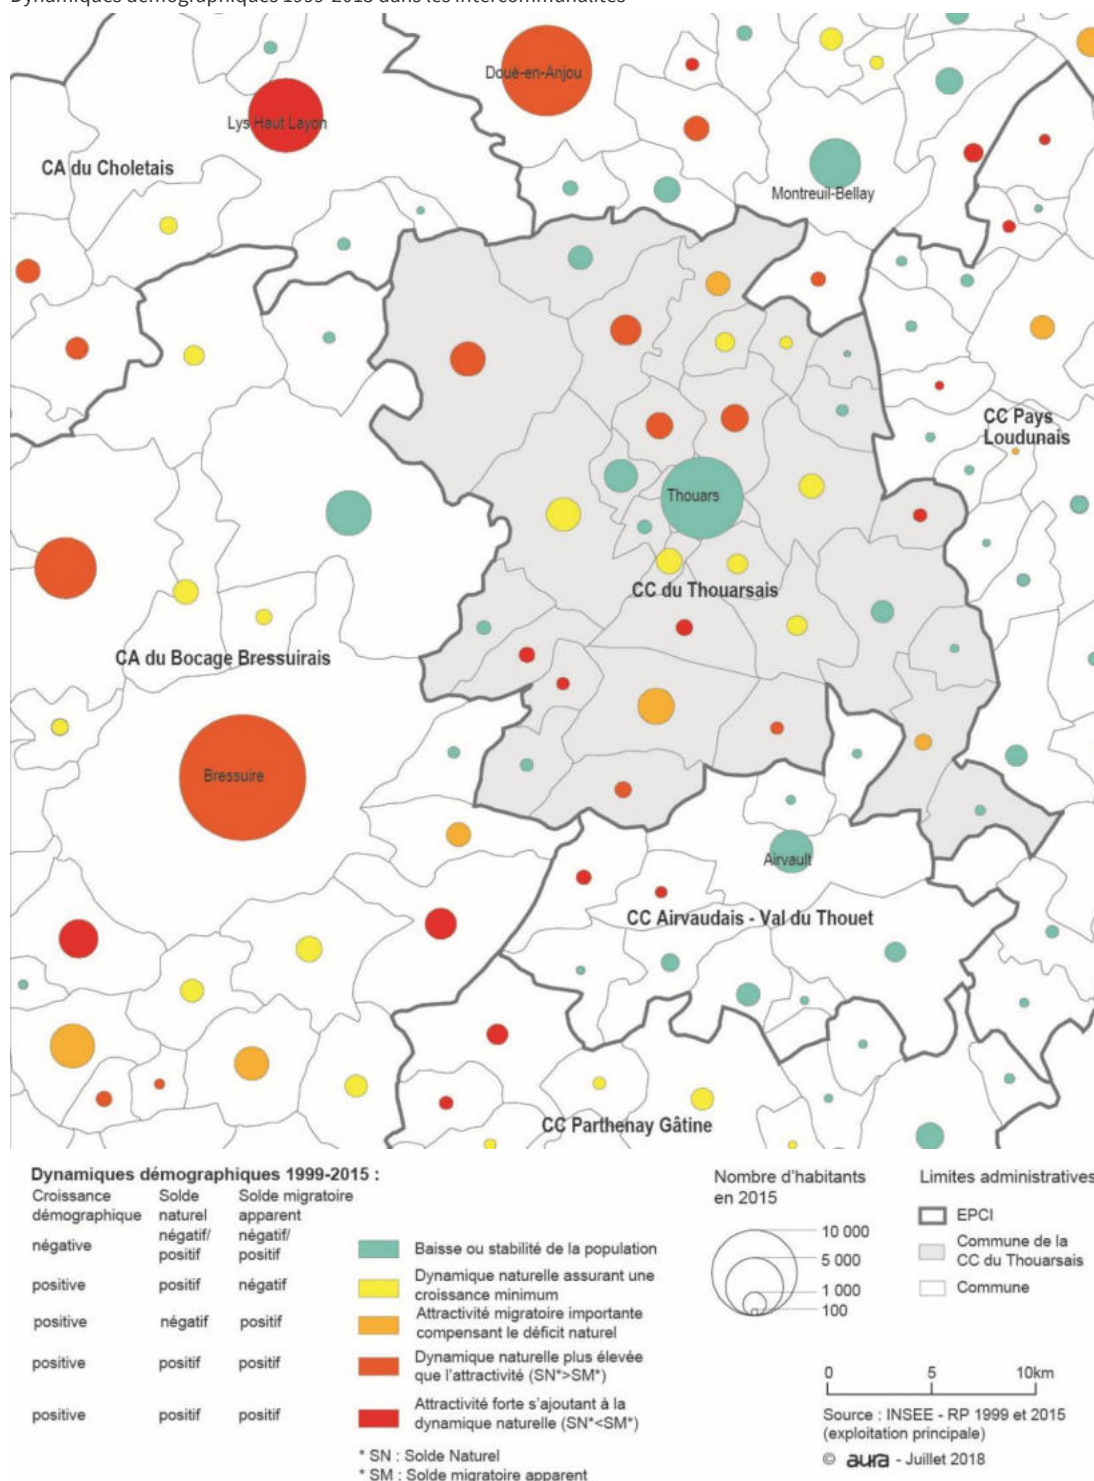 Dynamiques démographiques 1999-2015 dans les intercommunalités
Doué-en-Anjou
Lys Haut Layon
CA du Choletais
Montreuil-Bellay
CC Pays
Loudunais
Thouars
CC du Thouarsais
CA du Bocage Bressuirais
Bressuire
Airvault
CC Airvaudais - Val du Thouet
CC Parthenay Gâtine
Dynamiques démographiques 1999-2015 :
Croissance démographique
Solde naturel
Solde migratoire apparent
négative
négatif/ positif
négatif/ positif
Baisse ou stabilité de la population
positive
positif
négatif
Dynamique naturelle assurant une
croissance minimum
positive
négatif
positif
Attractivité migratoire importante
compensant le déficit naturel
positive
positif
positif
Dynamique naturelle plus élevée
que l'attractivité (SN*>SM*)
positive
positif
positif
Attractivité forte s'ajoutant à la
dynamique naturelle (SN*<SM*)
* SN : Solde Naturel
* SM : Solde migratoire apparent
Nombre d'habitants
en 2015
10 000
5 000
1 000
100
Limites administratives
EPCI
Commune de la
CC du Thouarsais
Commune
0 5 10km
Source : INSEE - RP 1999 et 2015
(exploitation principale)
© aura - Juillet 2018